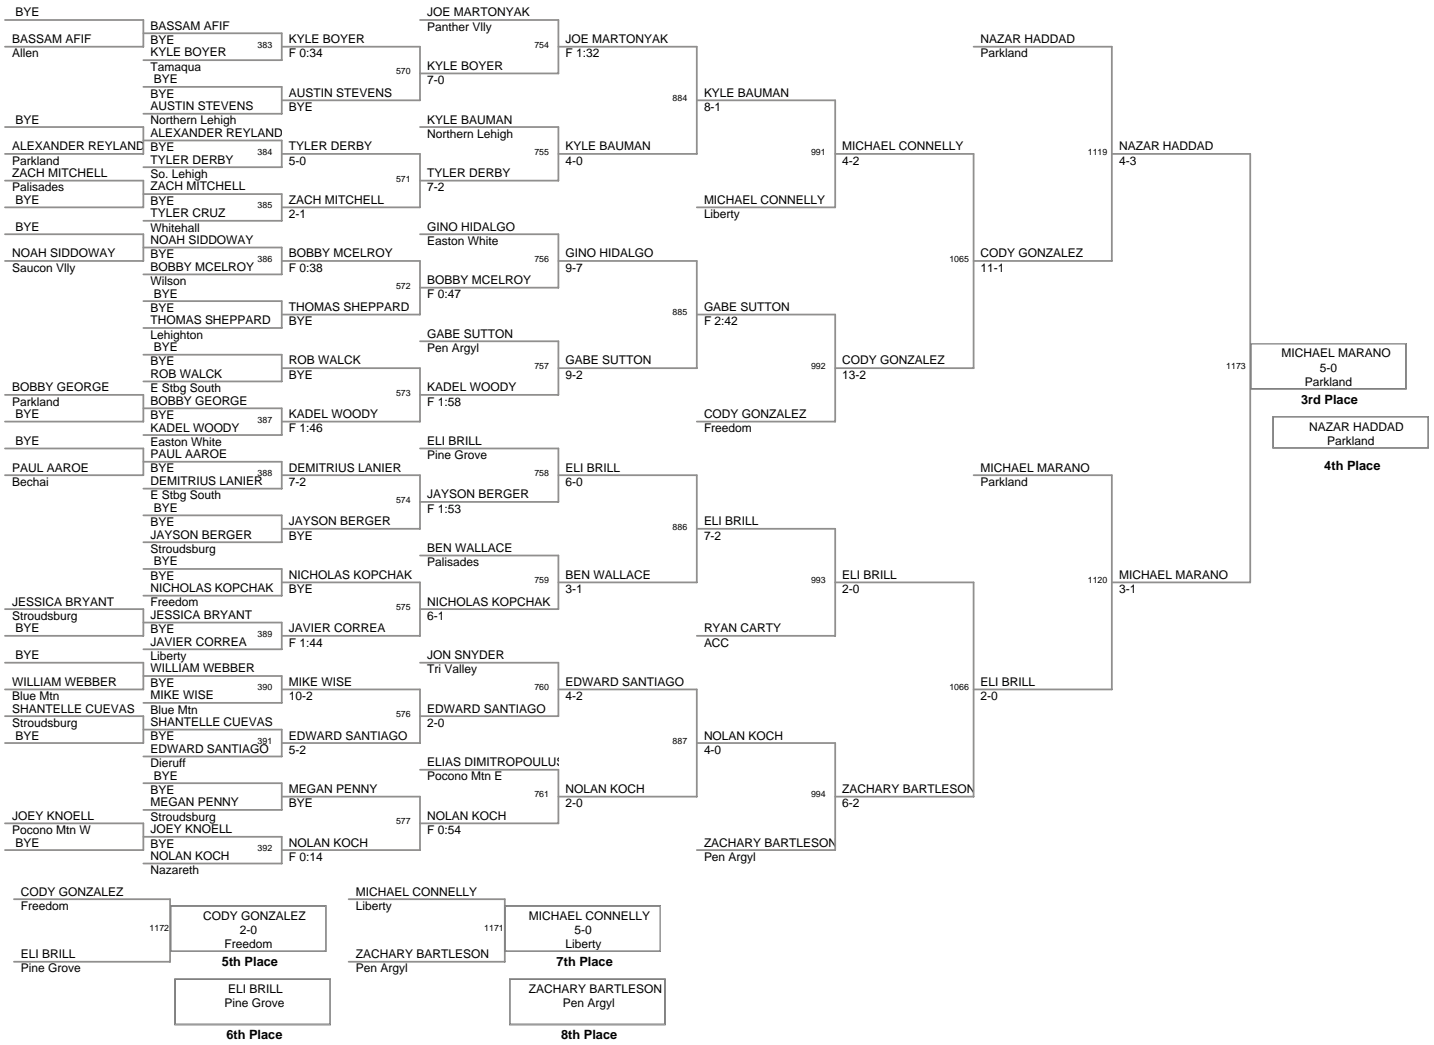 BYE
BASSAM AFIF
Allen
BYE
ALEXANDER REYLAND
Parkland
ZACH MITCHELL
Palisades
BYE
BYE
NOAH SIDDOWAY
Saucon Vlly
BOBBY GEORGE
Parkland
BYE
BYE
PAUL AAROE
Bechai
JESSICA BRYANT
Stroudsburg
BYE
BYE
WILLIAM WEBBER
Blue Mtn
SHANTELLE CUEVAS
Stroudsburg
BYE
JOEY KNOELL
Pocono Mtn W
BYE
BASSAM AFIF
BYE
383
KYLE BOYER
Tamaqua
BYE
BYE
AUSTIN STEVENS
Northern Lehigh
ALEXANDER REYLAND
BYE
384
TYLER DERBY
So. Lehigh
ZACH MITCHELL
BYE
385
TYLER CRUZ
Whitehall
NOAH SIDDOWAY
BYE
386
BOBBY MCELROY
Wilson
BYE
BYE
THOMAS SHEPPARD
Lehighton
BYE
BYE
ROB WALCK
E Stbg South
BOBBY GEORGE
BYE
387
KADEL WOODY
Easton White
PAUL AAROE
BYE
388
DEMITRIUS LANIER
E Stbg South
BYE
BYE
JAYSON BERGER
Stroudsburg
BYE
BYE
NICHOLAS KOPCHAK
Freedom
JESSICA BRYANT
BYE
389
JAVIER CORREA
Liberty
WILLIAM WEBBER
BYE
390
MIKE WISE
Blue Mtn
SHANTELLE CUEVAS
BYE
391
EDWARD SANTIAGO
Dieruff
BYE
BYE
MEGAN PENNY
Stroudsburg
JOEY KNOELL
BYE
392
NOLAN KOCH
Nazareth
KYLE BOYER
F 0:34
570
AUSTIN STEVENS
BYE
TYLER DERBY
5-0
571
ZACH MITCHELL
2-1
BOBBY MCELROY
F 0:38
572
THOMAS SHEPPARD
BYE
ROB WALCK
BYE
573
KADEL WOODY
F 1:46
DEMITRIUS LANIER
7-2
574
JAYSON BERGER
BYE
NICHOLAS KOPCHAK
BYE
575
JAVIER CORREA
F 1:44
MIKE WISE
10-2
576
EDWARD SANTIAGO
5-2
MEGAN PENNY
BYE
577
NOLAN KOCH
F 0:14
JOE MARTONYAK
Panther Vlly
754
KYLE BOYER
7-0
KYLE BAUMAN
Northern Lehigh
755
TYLER DERBY
7-2
GINO HIDALGO
Easton White
756
BOBBY MCELROY
F 0:47
GABE SUTTON
Pen Argyl
757
KADEL WOODY
F 1:58
ELI BRILL
Pine Grove
758
JAYSON BERGER
F 1:53
BEN WALLACE
Palisades
759
NICHOLAS KOPCHAK
6-1
JON SNYDER
Tri Valley
760
EDWARD SANTIAGO
2-0
ELIAS DIMITROPOULUS
Pocono Mtn E
761
NOLAN KOCH
F 0:54
JOE MARTONYAK
F 1:32
884
KYLE BAUMAN
4-0
GINO HIDALGO
9-7
885
GABE SUTTON
9-2
ELI BRILL
6-0
886
BEN WALLACE
3-1
EDWARD SANTIAGO
4-2
887
NOLAN KOCH
2-0
KYLE BAUMAN
8-1
991
MICHAEL CONNELLY
Liberty
GABE SUTTON
F 2:42
992
CODY GONZALEZ
Freedom
ELI BRILL
7-2
993
RYAN CARTY
ACC
NOLAN KOCH
4-0
994
ZACHARY BARTLESON
Pen Argyl
MICHAEL CONNELLY
4-2
1065
CODY GONZALEZ
13-2
ELI BRILL
2-0
1066
ZACHARY BARTLESON
6-2
NAZAR HADDAD
Parkland
1119
CODY GONZALEZ
11-1
MICHAEL MARANO
Parkland
1120
ELI BRILL
2-0
NAZAR HADDAD
4-3
1173
MICHAEL MARANO
3-1
MICHAEL MARANO
5-0
Parkland
3rd Place
NAZAR HADDAD
Parkland
4th Place
CODY GONZALEZ
Freedom
1172
ELI BRILL
Pine Grove
CODY GONZALEZ
2-0
Freedom
5th Place
ELI BRILL
Pine Grove
6th Place
MICHAEL CONNELLY
Liberty
1171
ZACHARY BARTLESON
Pen Argyl
MICHAEL CONNELLY
5-0
Liberty
7th Place
ZACHARY BARTLESON
Pen Argyl
8th Place